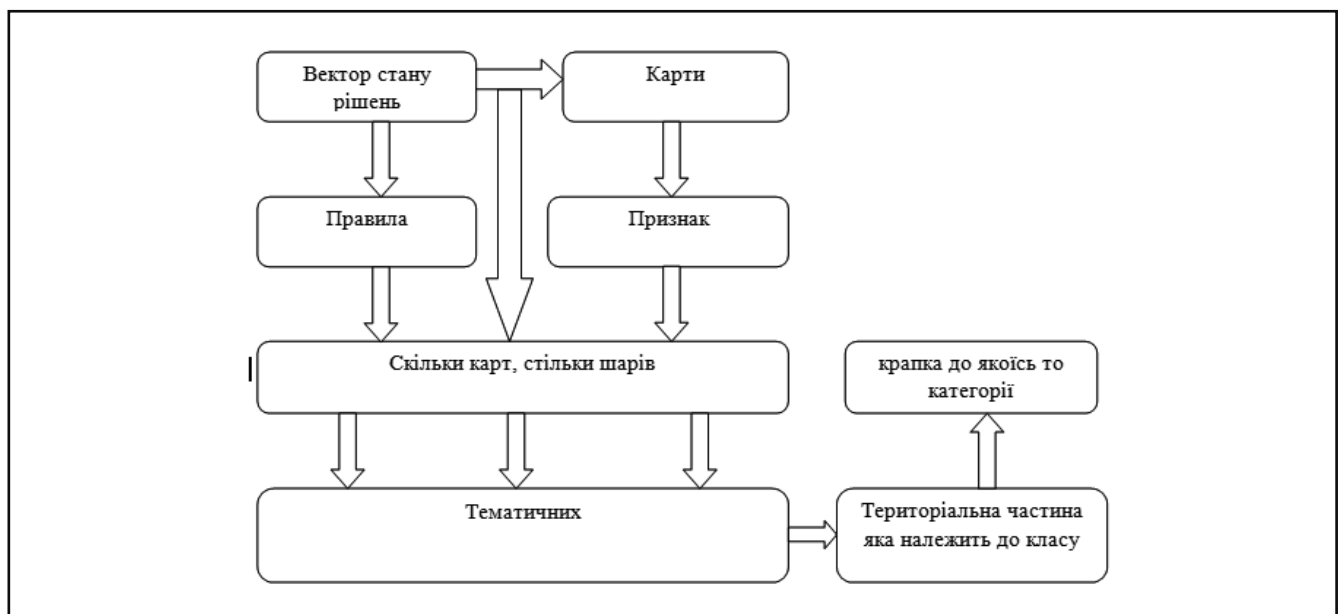 Вектор стану
рішень
Карти
Правила
Признак
Скільки карт, стільки шарів
крапка до якоїсь то
категорії
Тематичних
Територіальна частина
яка належить до класу